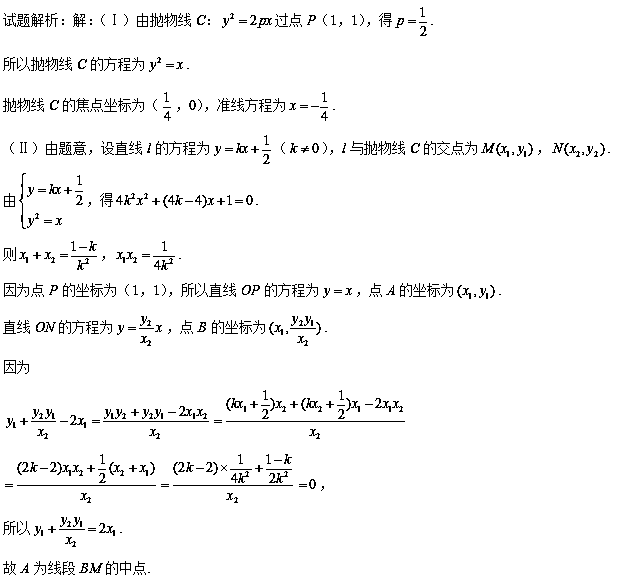 试题解析：解：（Ⅰ）由抛物线 C：y²=2px 过点 P（1，1），得 p=1/2．
所以抛物线 C 的方程为 y²=x．
抛物线 C 的焦点坐标为（1/4，0），准线方程为 x=-1/4．
（Ⅱ）由题意，设直线 l 的方程为 y=kx+1/2（k≠0），l 与抛物线 C 的交点为 M(x₁,y₁)，N(x₂,y₂)．
由{y=kx+1/2, y²=x，得 4k²x²+(4k-4)x+1=0．
则 x₁+x₂=(1-k)/k²，x₁x₂=1/(4k²)．
因为点 P 的坐标为（1，1），所以直线 OP 的方程为 y=x，点 A 的坐标为 (x₁,y₁)．
直线 ON 的方程为 y=(y₂/x₂)x，点 B 的坐标为 (x₁,y₂y₁/x₂)．
因为
y₁+y₂y₁/x₂-2x₁=(y₁y₂+y₂y₁-2x₁x₂)/x₂=((kx₁+1/2)x₂+(kx₂+1/2)x₁-2x₁x₂)/x₂
=((2k-2)x₁x₂+1/2(x₂+x₁))/x₂=((2k-2)×1/(4k²)+(1-k)/(2k²))/x₂=0，
所以 y₁+y₂y₁/x₂=2x₁．
故 A 为线段 BM 的中点．